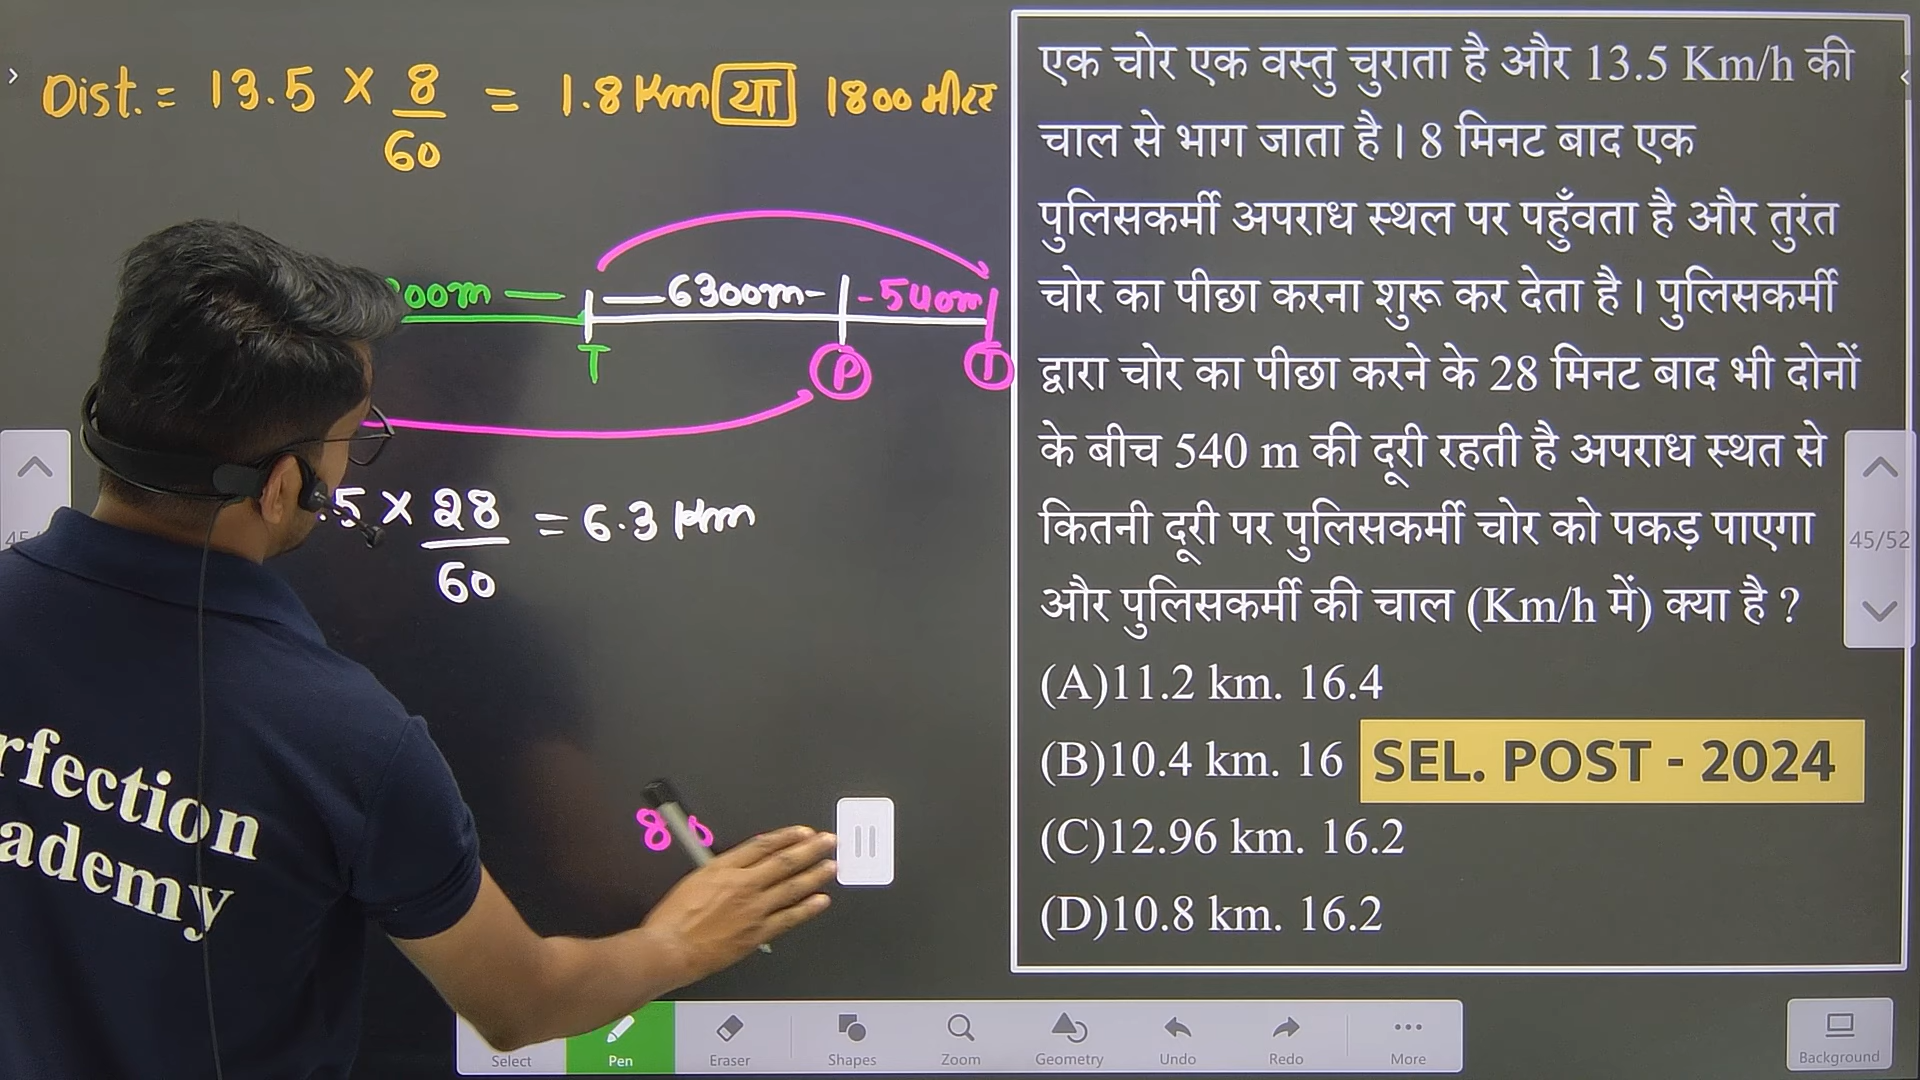 Dist. = 13.5 × 8/60 = 1.8 Km या 1800 मीटर
00m
6300m
540m
T
P
T
.5 × 28/60 = 6.3 Km
8
rfection
ademy
एक चोर एक वस्तु चुराता है और 13.5 Km/h की
चाल से भाग जाता है। 8 मिनट बाद एक
पुलिसकर्मी अपराध स्थल पर पहुँवता है और तुरंत
चोर का पीछा करना शुरू कर देता है। पुलिसकर्मी
द्वारा चोर का पीछा करने के 28 मिनट बाद भी दोनों
के बीच 540 m की दूरी रहती है अपराध स्थत से
कितनी दूरी पर पुलिसकर्मी चोर को पकड़ पाएगा
और पुलिसकर्मी की चाल (Km/h में) क्या है ?
(A)11.2 km. 16.4
(B)10.4 km. 16
SEL. POST - 2024
(C)12.96 km. 16.2
(D)10.8 km. 16.2
45/52
Select
Pen
Eraser
Shapes
Zoom
Geometry
Undo
Redo
More
Background